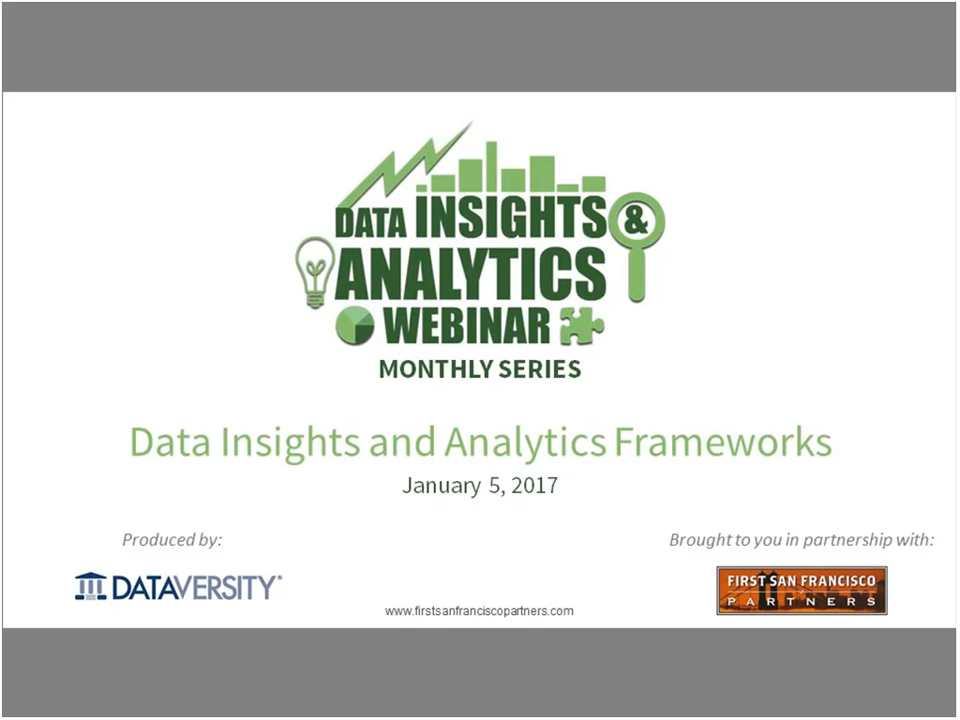 DATA INSIGHTS &
ANALYTICS
WEBINAR
MONTHLY SERIES
Data Insights and Analytics Frameworks
January 5, 2017
Produced by:
Brought to you in partnership with:
DATAVERSITY®
FIRST SAN FRANCISCO
PARTNERS
www.firstsanfranciscopartners.com